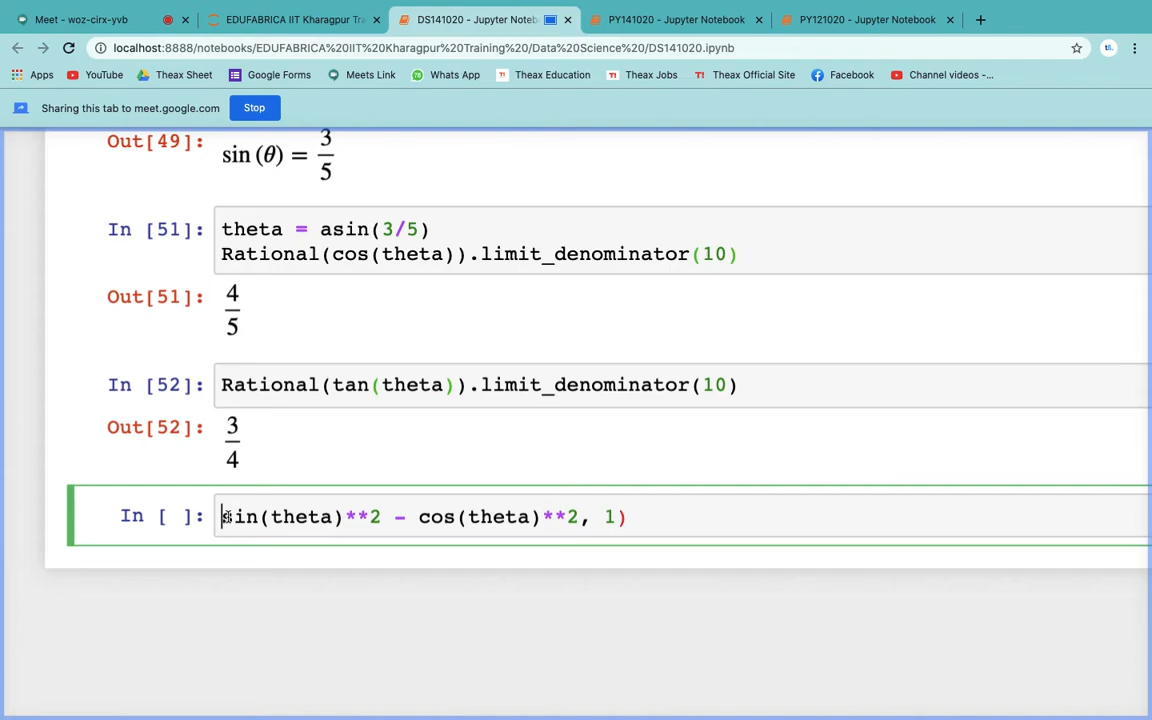 Meet - woz-cirx-yvb
EDUFABRICA IIT Kharagpur Tra
DS141020 - Jupyter Noteb
PY141020 - Jupyter Notebook
PY121020 - Jupyter Notebook
localhost:8888/notebooks/EDUFABRICA%20IIT%20Kharagpur%20Training%20/Data%20Science%20/DS141020.ipynb
Apps YouTube Theax Sheet Google Forms Meets Link Whats App Theax Education Theax Jobs Theax Official Site Facebook Channel videos -...
Sharing this tab to meet.google.com Stop
Out[49]: sin (θ) = 3/5
In [51]: theta = asin(3/5)
Rational(cos(theta)).limit_denominator(10)
Out[51]: 4/5
In [52]: Rational(tan(theta)).limit_denominator(10)
Out[52]: 3/4
In [ ]: sin(theta)**2 - cos(theta)**2, 1)